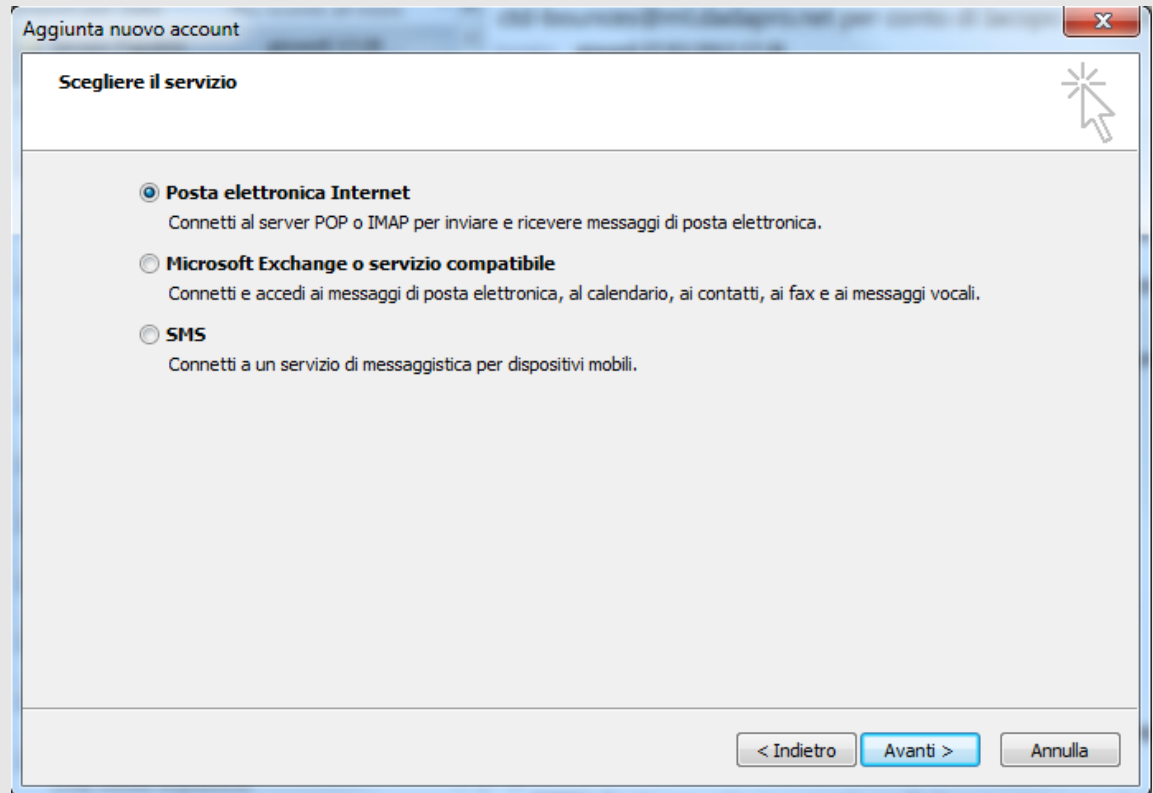 Aggiunta nuovo account
Scegliere il servizio
Posta elettronica Internet
Connetti al server POP o IMAP per inviare e ricevere messaggi di posta elettronica.
Microsoft Exchange o servizio compatibile
Connetti e accedi ai messaggi di posta elettronica, al calendario, ai contatti, ai fax e ai messaggi vocali.
SMS
Connetti a un servizio di messaggistica per dispositivi mobili.
< Indietro
Avanti >
Annulla